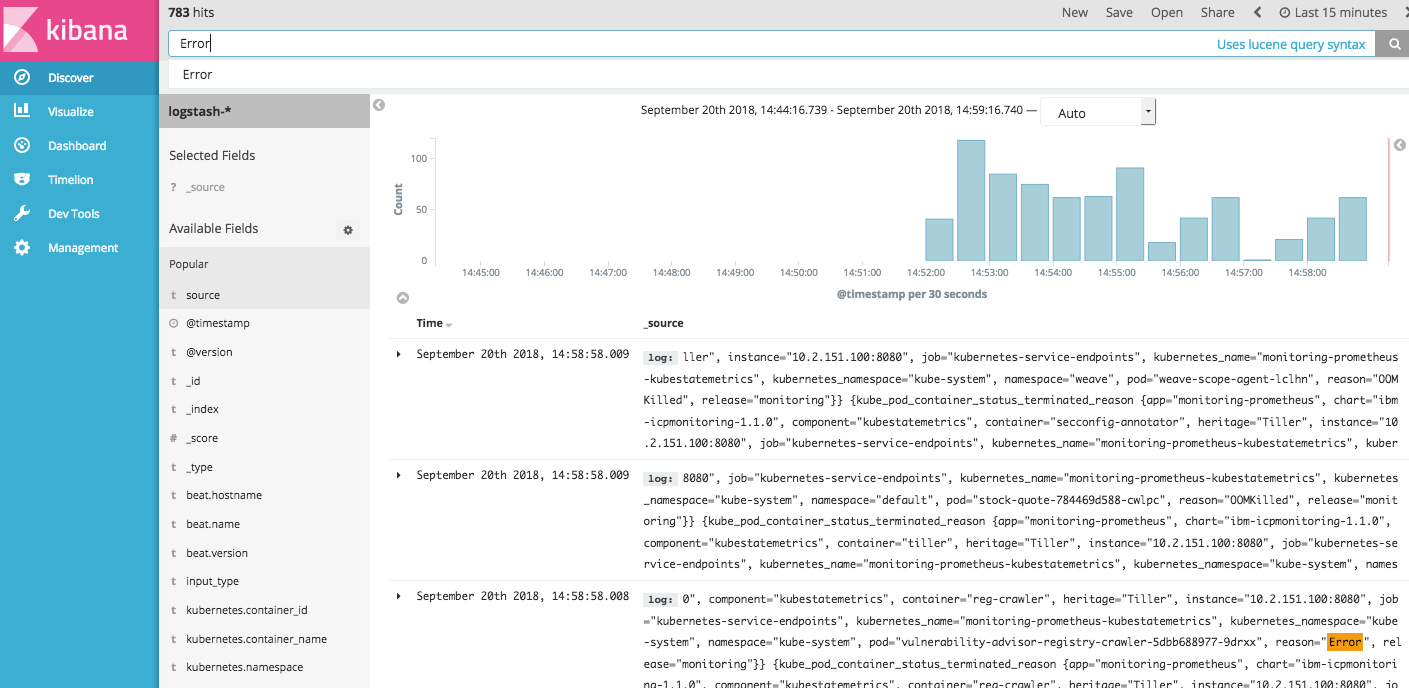 kibana
Discover
Visualize
Dashboard
Timelion
Dev Tools
Management
783 hits
New Save Open Share Last 15 minutes
Error
Uses lucene query syntax
Error
logstash-*
Selected Fields
? _source
Available Fields
Popular
t source
@timestamp
t @version
t _id
t _index
# _score
t _type
t beat.hostname
t beat.name
t beat.version
t input_type
t kubernetes.container_id
t kubernetes.container_name
t kubernetes.namespace
September 20th 2018, 14:44:16.739 - September 20th 2018, 14:59:16.740 — Auto
Count
100
50
0
14:45:00 14:46:00 14:47:00 14:48:00 14:49:00 14:50:00 14:51:00 14:52:00 14:53:00 14:54:00 14:55:00 14:56:00 14:57:00 14:58:00
@timestamp per 30 seconds
Time _source
September 20th 2018, 14:58:58.009 log: ller", instance="10.2.151.100:8080", job="kubernetes-service-endpoints", kubernetes_name="monitoring-prometheus
-kubestatemetrics", kubernetes_namespace="kube-system", namespace="weave", pod="weave-scope-agent-lclhn", reason="OOM
Killed", release="monitoring"}} {kube_pod_container_status_terminated_reason {app="monitoring-prometheus", chart="ibm
-icpmonitoring-1.1.0", component="kubestatemetrics", container="secconfig-annotator", heritage="Tiller", instance="10
.2.151.100:8080", job="kubernetes-service-endpoints", kubernetes_name="monitoring-prometheus-kubestatemetrics", kuber
September 20th 2018, 14:58:58.009 log: 8080", job="kubernetes-service-endpoints", kubernetes_name="monitoring-prometheus-kubestatemetrics", kubernetes
_namespace="kube-system", namespace="default", pod="stock-quote-784469d588-cwlpc", reason="OOMKilled", release="monit
oring"}} {kube_pod_container_status_terminated_reason {app="monitoring-prometheus", chart="ibm-icpmonitoring-1.1.0",
component="kubestatemetrics", container="tiller", heritage="Tiller", instance="10.2.151.100:8080", job="kubernetes-se
rvice-endpoints", kubernetes_name="monitoring-prometheus-kubestatemetrics", kubernetes_namespace="kube-system", names
September 20th 2018, 14:58:58.008 log: 0", component="kubestatemetrics", container="reg-crawler", heritage="Tiller", instance="10.2.151.100:8080", job
="kubernetes-service-endpoints", kubernetes_name="monitoring-prometheus-kubestatemetrics", kubernetes_namespace="kube
-system", namespace="kube-system", pod="vulnerability-advisor-registry-crawler-5dbb688977-9drxx", reason="Error", rel
ease="monitoring"}} {kube_pod_container_status_terminated_reason {app="monitoring-prometheus", chart="ibm-icpmonitori
ng-1.1.0", component="kubestatemetrics", container="reg-crawler", heritage="Tiller", instance="10.2.151.100:8080", jo